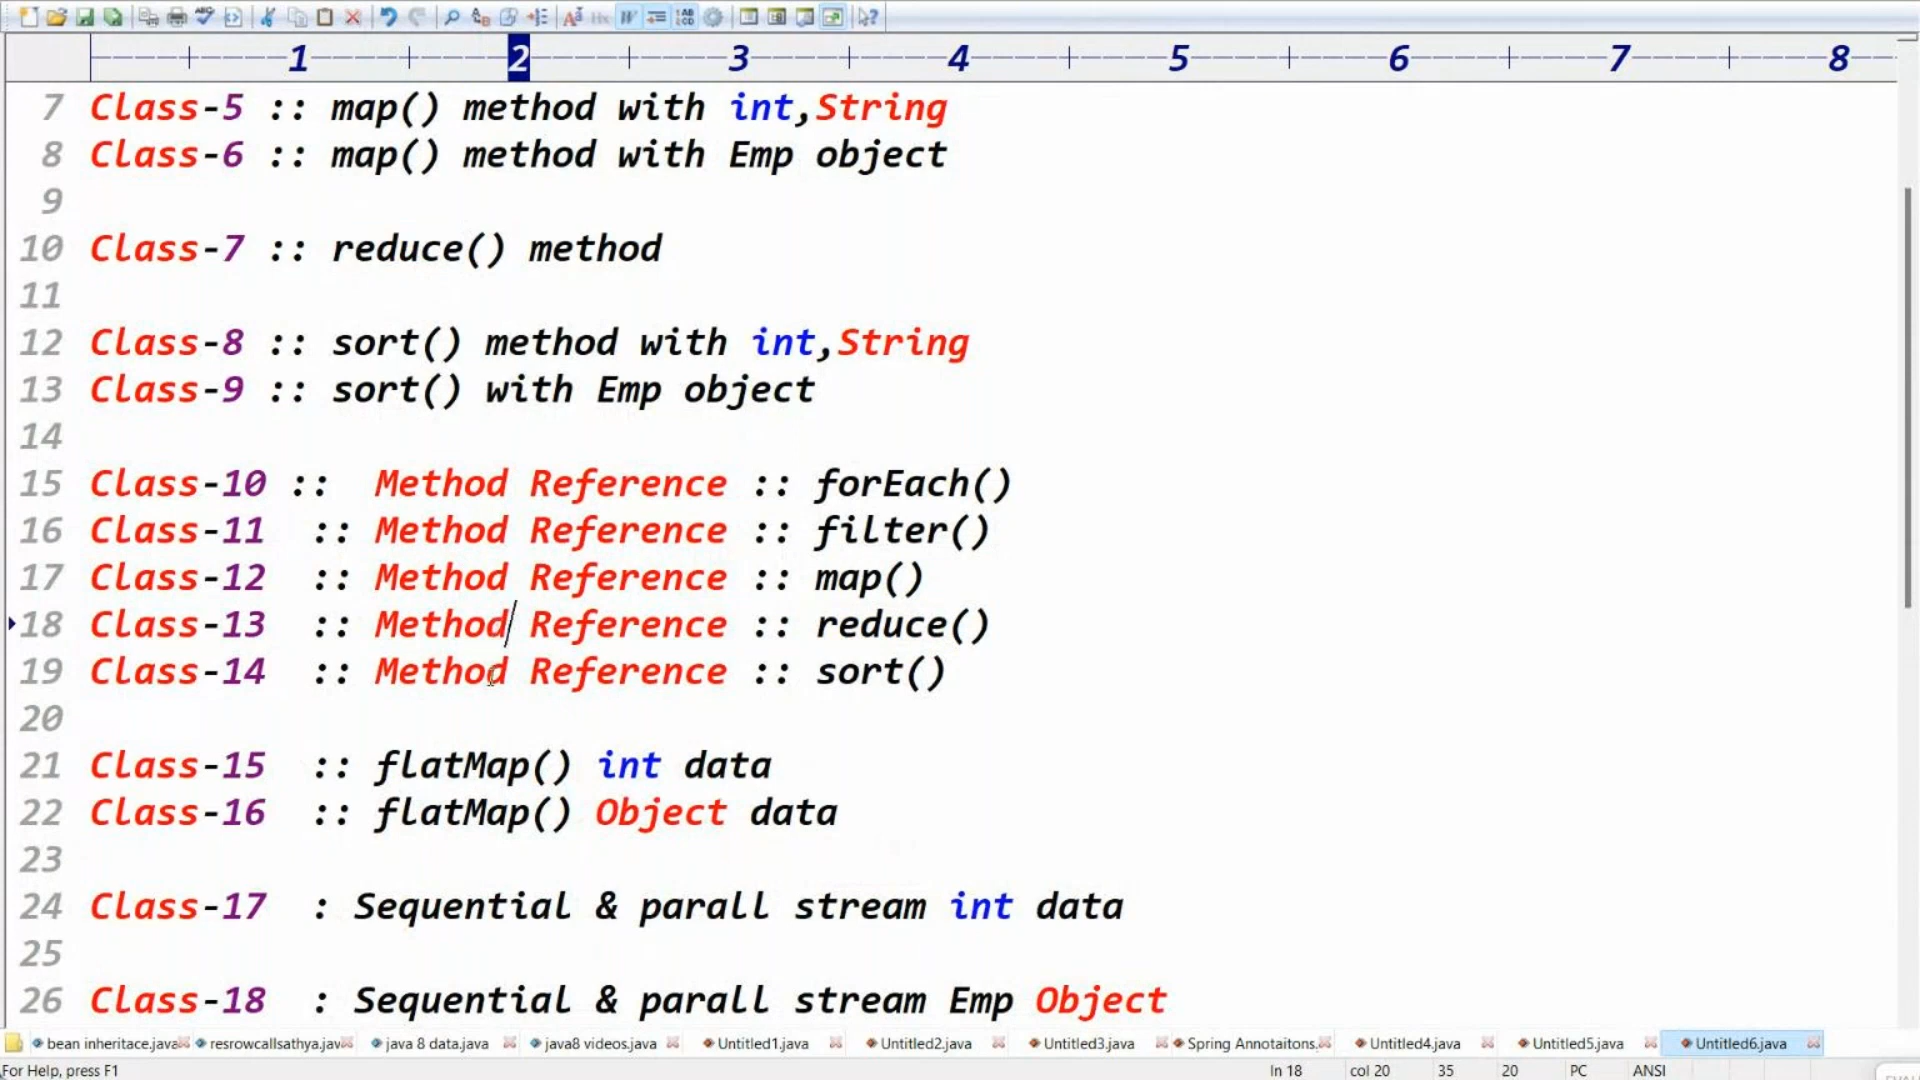 1 2 3 4 5 6 7 8
7 Class-5 :: map() method with int,String
8 Class-6 :: map() method with Emp object
9
10 Class-7 :: reduce() method
11
12 Class-8 :: sort() method with int,String
13 Class-9 :: sort() with Emp object
14
15 Class-10 :: Method Reference :: forEach()
16 Class-11 :: Method Reference :: filter()
17 Class-12 :: Method Reference :: map()
18 Class-13 :: Method Reference :: reduce()
19 Class-14 :: Method Reference :: sort()
20
21 Class-15 :: flatMap() int data
22 Class-16 :: flatMap() Object data
23
24 Class-17 : Sequential & parall stream int data
25
26 Class-18 : Sequential & parall stream Emp Object
bean inheritace.java resrowcallsathya.jav java 8 data.java java8 videos.java Untitled1.java Untitled2.java Untitled3.java Spring Annotaitons. Untitled4.java Untitled5.java Untitled6.java
For Help, press F1 ln 18 col 20 35 20 PC ANSI